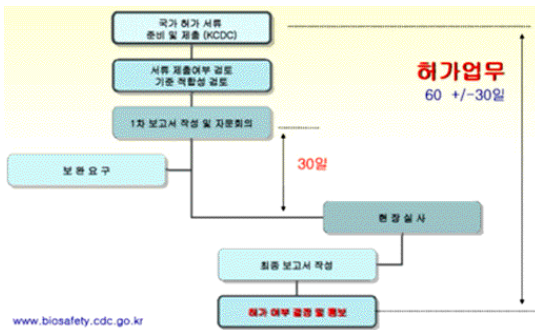 국가 허가 서류
준비 및 제출 (KCDC)
서류 제출여부 검토
기준 적합성 검토
허가업무
60 +/-30일
1차 보고서 작성 및 자문회의
30일
보 완 요 구
현 장 실 사
최종 보고서 작성
허가 여부 결정 및 통보
www.biosafety.cdc.go.kr